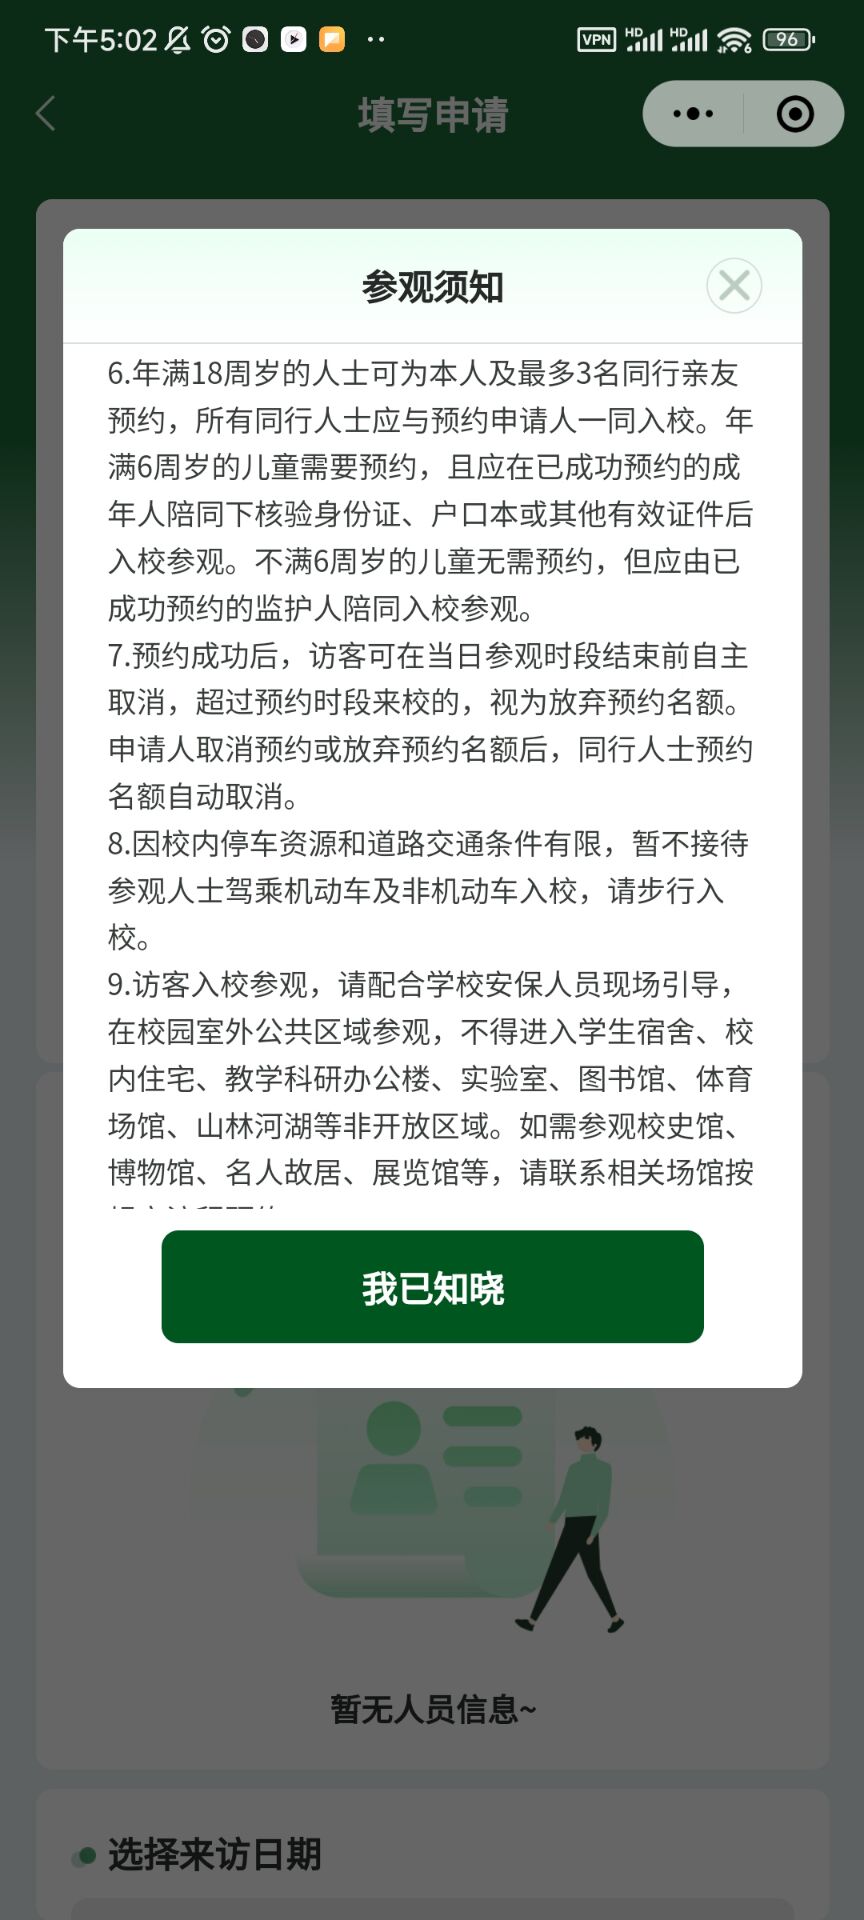 下午5:02
VPN HD HD 6 96
填写申请
参观须知
6.年满18周岁的人士可为本人及最多3名同行亲友
预约，所有同行人士应与预约申请人一同入校。年
满6周岁的儿童需要预约，且应在已成功预约的成
年人陪同下核验身份证、户口本或其他有效证件后
入校参观。不满6周岁的儿童无需预约，但应由已
成功预约的监护人陪同入校参观。
7.预约成功后，访客可在当日参观时段结束前自主
取消，超过预约时段来校的，视为放弃预约名额。
申请人取消预约或放弃预约名额后，同行人士预约
名额自动取消。
8.因校内停车资源和道路交通条件有限，暂不接待
参观人士驾乘机动车及非机动车入校，请步行入
校。
9.访客入校参观，请配合学校安保人员现场引导，
在校园室外公共区域参观，不得进入学生宿舍、校
内住宅、教学科研办公楼、实验室、图书馆、体育
场馆、山林河湖等非开放区域。如需参观校史馆、
博物馆、名人故居、展览馆等，请联系相关场馆按
我已知晓
暂无人员信息~
选择来访日期